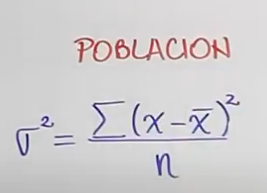 POBLACION
σ² = Σ(x-x̄)² / n